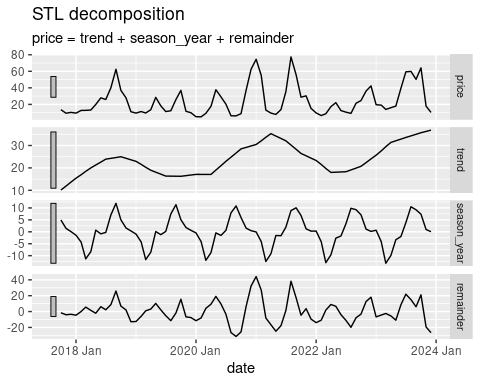 STL decomposition
price = trend + season_year + remainder
80
60
40
20
price
30
20
10
trend
10
5
0
-5
-10
season_year
40
20
0
-20
remainder
2018 Jan 2020 Jan 2022 Jan 2024 Jan
date